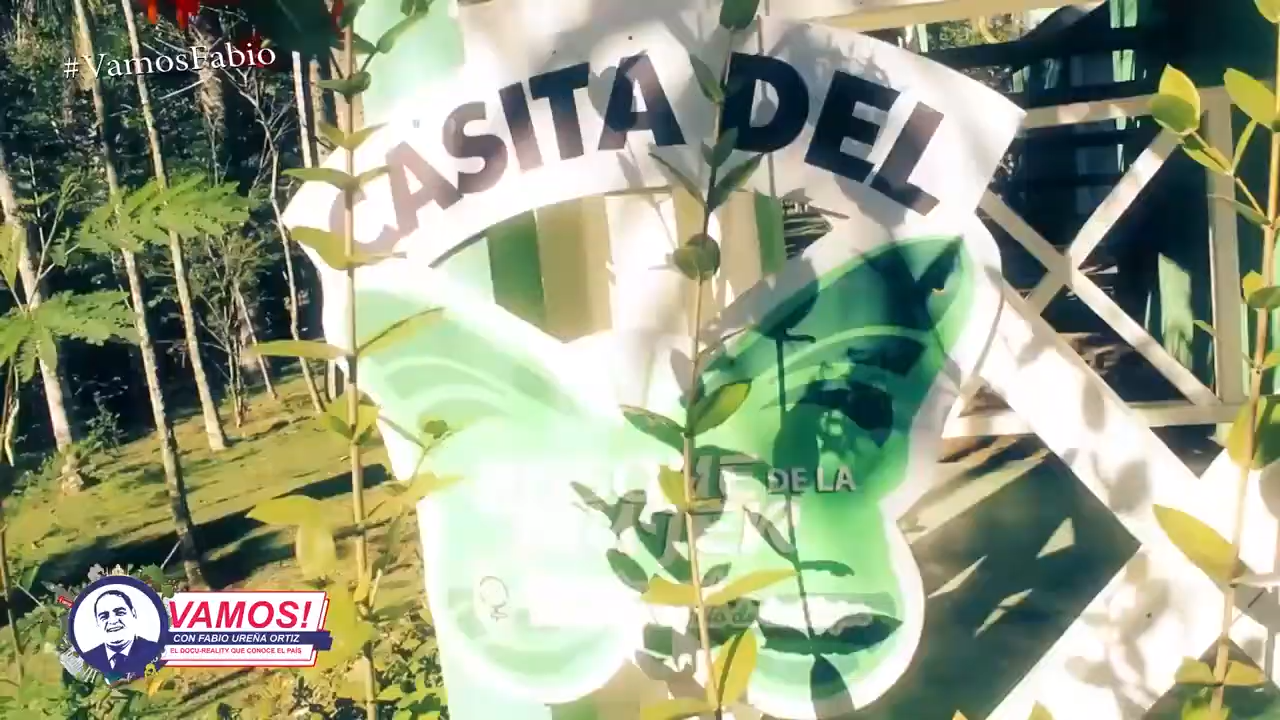 #VamosFabio
CASITA DEL
DE LA
VAMOS!
CON FABIO UREÑA ORTIZ
EL DOCU-REALITY QUE CONOCE EL PAÍS